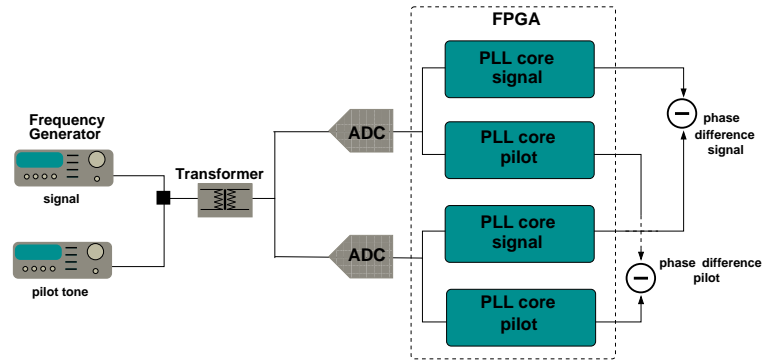 FPGA
PLL core
signal
Frequency
Generator
ADC
phase
difference
signal
PLL core
pilot
Transformer
signal
PLL core
signal
ADC
phase difference
pilot
pilot tone
PLL core
pilot